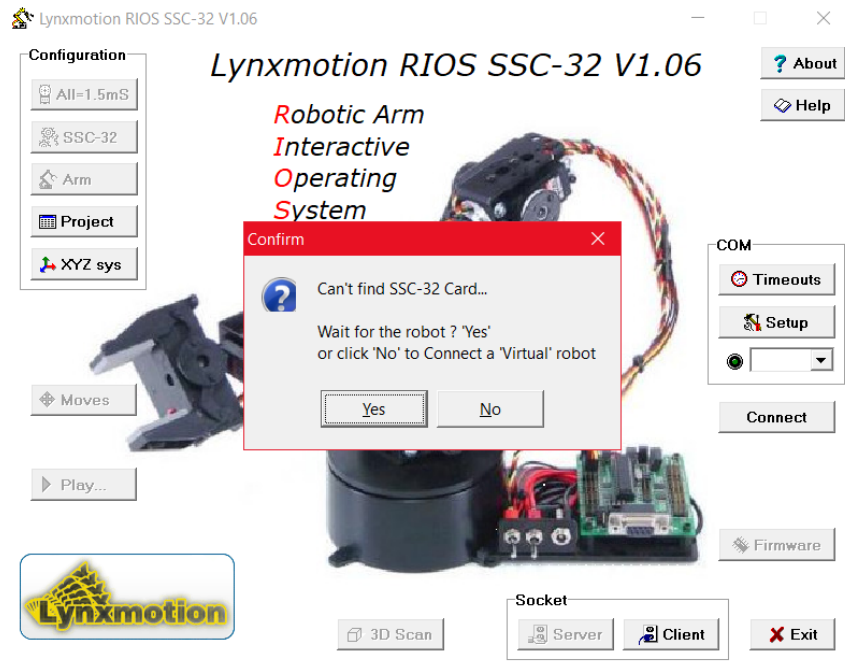 Lynxmotion RIOS SSC-32 V1.06
Configuration
All=1.5mS
SSC-32
Arm
Project
XYZ sys
Lynxmotion RIOS SSC-32 V1.06
Robotic Arm
Interactive
Operating
System
? About
Help
Confirm
Can't find SSC-32 Card...
Wait for the robot ? 'Yes'
or click 'No' to Connect a 'Virtual' robot
Yes
No
COM
Timeouts
Setup
Connect
Moves
Play...
Firmware
Lynxmotion
3D Scan
Socket
Server
Client
Exit